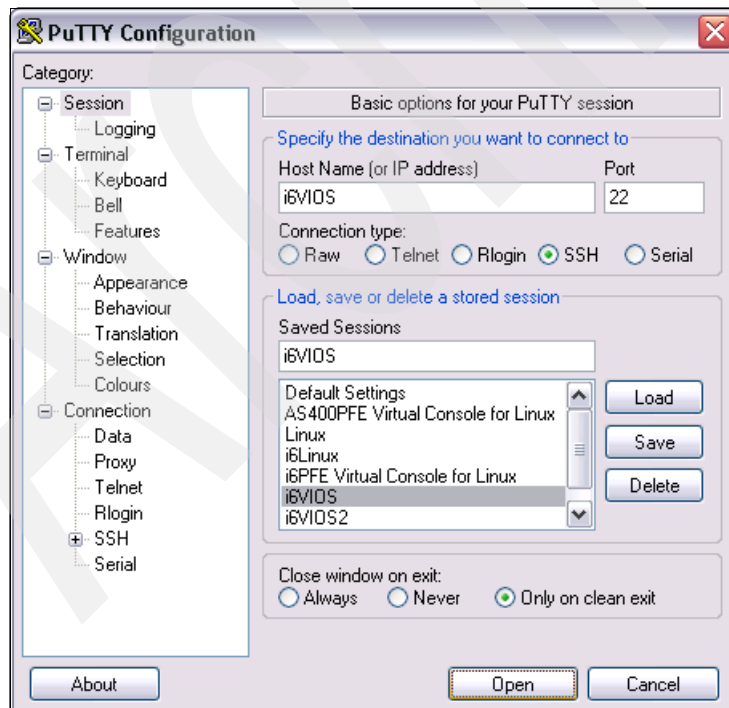 PuTTY Configuration
Category:
Session
Logging
Terminal
Keyboard
Bell
Features
Window
Appearance
Behaviour
Translation
Selection
Colours
Connection
Data
Proxy
Telnet
Rlogin
SSH
Serial
Basic options for your PuTTY session
Specify the destination you want to connect to
Host Name (or IP address) Port
i6VIOS 22
Connection type:
Raw Telnet Rlogin SSH Serial
Load, save or delete a stored session
Saved Sessions
i6VIOS
Default Settings
AS400PFE Virtual Console for Linux
Linux
i6Linux
i6PFE Virtual Console for Linux
i6VIOS
i6VIOS2
Load
Save
Delete
Close window on exit:
Always Never Only on clean exit
About Open Cancel